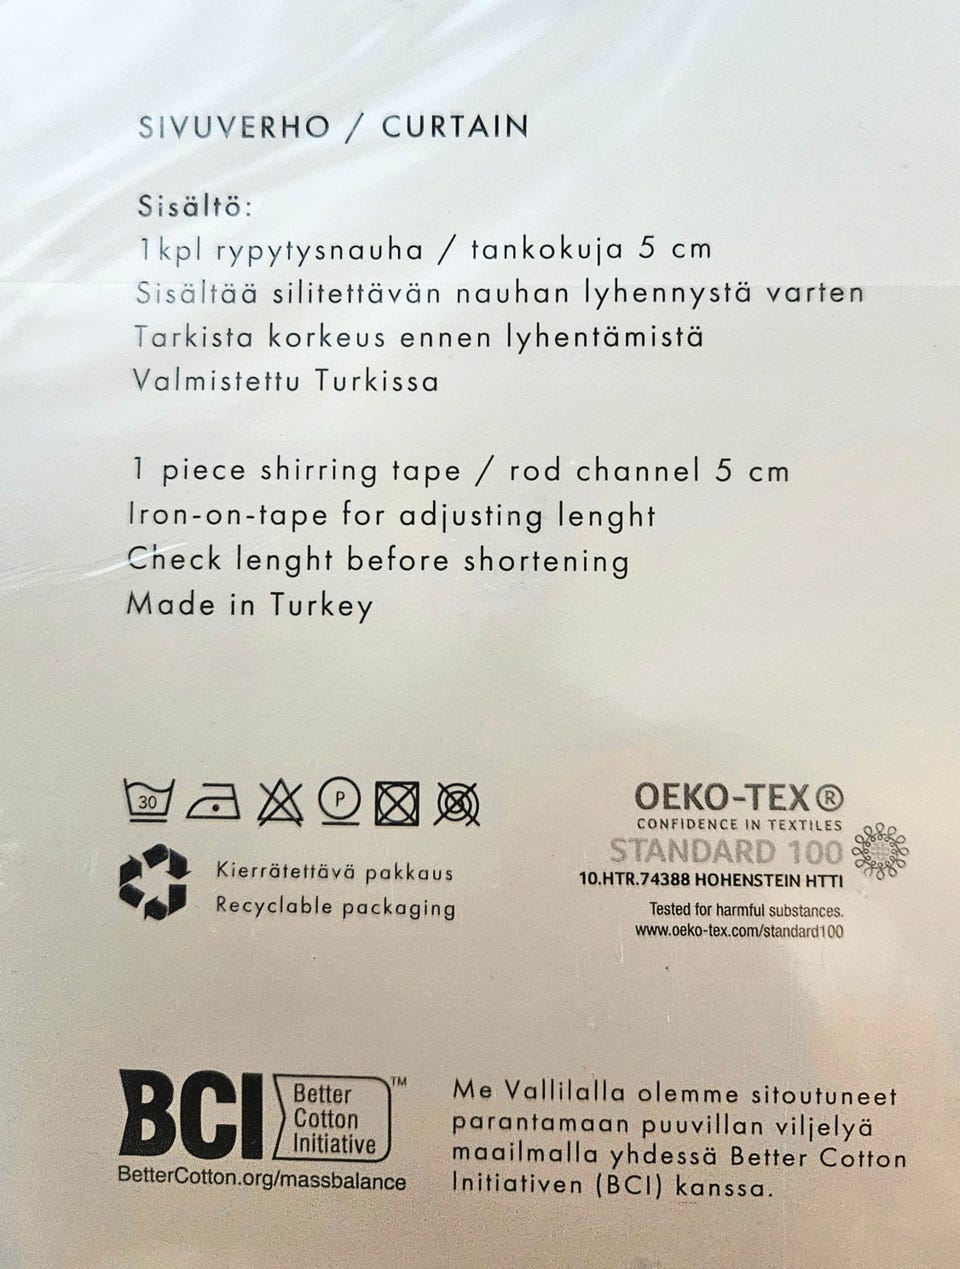 SIVUVERHO / CURTAIN
Sisältö:
1 kpl rypytysnauha / tankokuja 5 cm
Sisältää silitettävän nauhan lyhennystä varten
Tarkista korkeus ennen lyhentämistä
Valmistettu Turkissa
1 piece shirring tape / rod channel 5 cm
Iron-on-tape for adjusting lenght
Check lenght before shortening
Made in Turkey
30 P
Kierrätettävä pakkaus
Recyclable packaging
OEKO-TEX®
CONFIDENCE IN TEXTILES
STANDARD 100
10.HTR.74388 HOHENSTEIN HTTI
Tested for harmful substances.
www.oeko-tex.com/standard100
BCI Better
Cotton
Initiative™
BetterCotton.org/massbalance
Me Vallilalla olemme sitoutuneet
parantamaan puuvillan viljelyä
maailmalla yhdessä Better Cotton
Initiativen (BCI) kanssa.